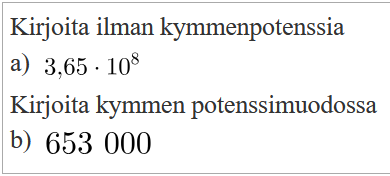 Kirjoita ilman kymmenpotenssia
a) 3,65 · 10⁸
Kirjoita kymmen potenssimuodossa
b) 653 000